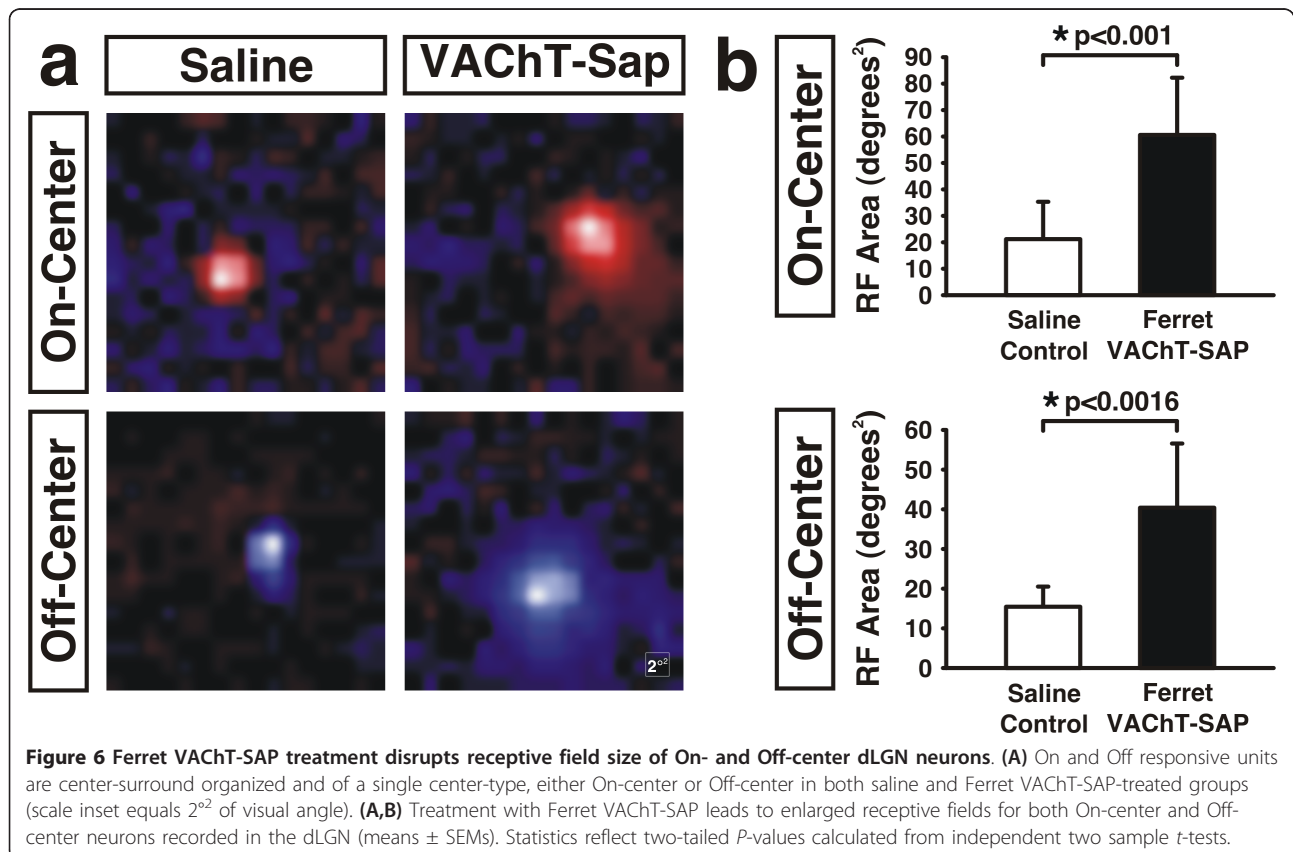 a
Saline
VAChT-Sap
On-Center
Off-Center
2°²
b
On-Center
RF Area (degrees²)
90
80
70
60
50
40
30
20
10
0
* p<0.001
Saline
Control
Ferret
VAChT-SAP
Off-Center
RF Area (degrees²)
60
50
40
30
20
10
0
* p<0.0016
Saline
Control
Ferret
VAChT-SAP
Figure 6 Ferret VAChT-SAP treatment disrupts receptive field size of On- and Off-center dLGN neurons. (A) On and Off responsive units
are center-surround organized and of a single center-type, either On-center or Off-center in both saline and Ferret VAChT-SAP-treated groups
(scale inset equals 2°² of visual angle). (A,B) Treatment with Ferret VAChT-SAP leads to enlarged receptive fields for both On-center and Off-
center neurons recorded in the dLGN (means ± SEMs). Statistics reflect two-tailed P-values calculated from independent two sample t-tests.